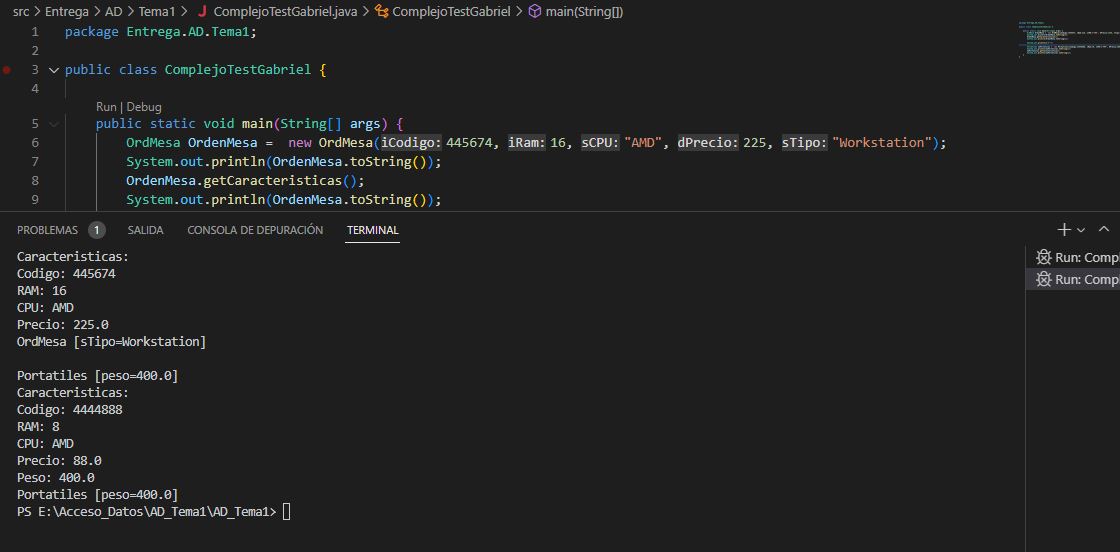 src > Entrega > AD > Tema1 > J ComplejoTestGabriel.java > ComplejoTestGabriel > main(String[])
1 package Entrega.AD.Tema1;
2
3 public class ComplejoTestGabriel {
4
Run | Debug
5 public static void main(String[] args) {
6 OrdMesa OrdenMesa =  new OrdMesa(iCodigo: 445674, iRam: 16, sCPU: "AMD", dPrecio: 225, sTipo: "Workstation");
7 System.out.println(OrdenMesa.toString());
8 OrdenMesa.getCaracteristicas();
9 System.out.println(OrdenMesa.toString());
PROBLEMAS 1 SALIDA CONSOLA DE DEPURACIÓN TERMINAL
Caracteristicas:
Codigo: 445674
RAM: 16
CPU: AMD
Precio: 225.0
OrdMesa [sTipo=Workstation]
Portatiles [peso=400.0]
Caracteristicas:
Codigo: 4444888
RAM: 8
CPU: AMD
Precio: 88.0
Peso: 400.0
Portatiles [peso=400.0]
PS E:\Acceso_Datos\AD_Tema1\AD_Tema1>
Run: Compl
Run: Compl